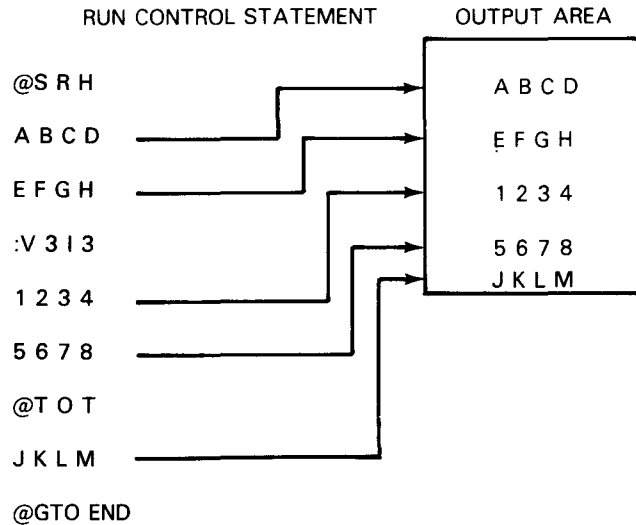 RUN CONTROL STATEMENT OUTPUT AREA
@S R H
A B C D
E F G H
:V 3 I 3
1 2 3 4
5 6 7 8
@T O T
J K L M
@GTO END
A B C D
E F G H
1 2 3 4
5 6 7 8
J K L M